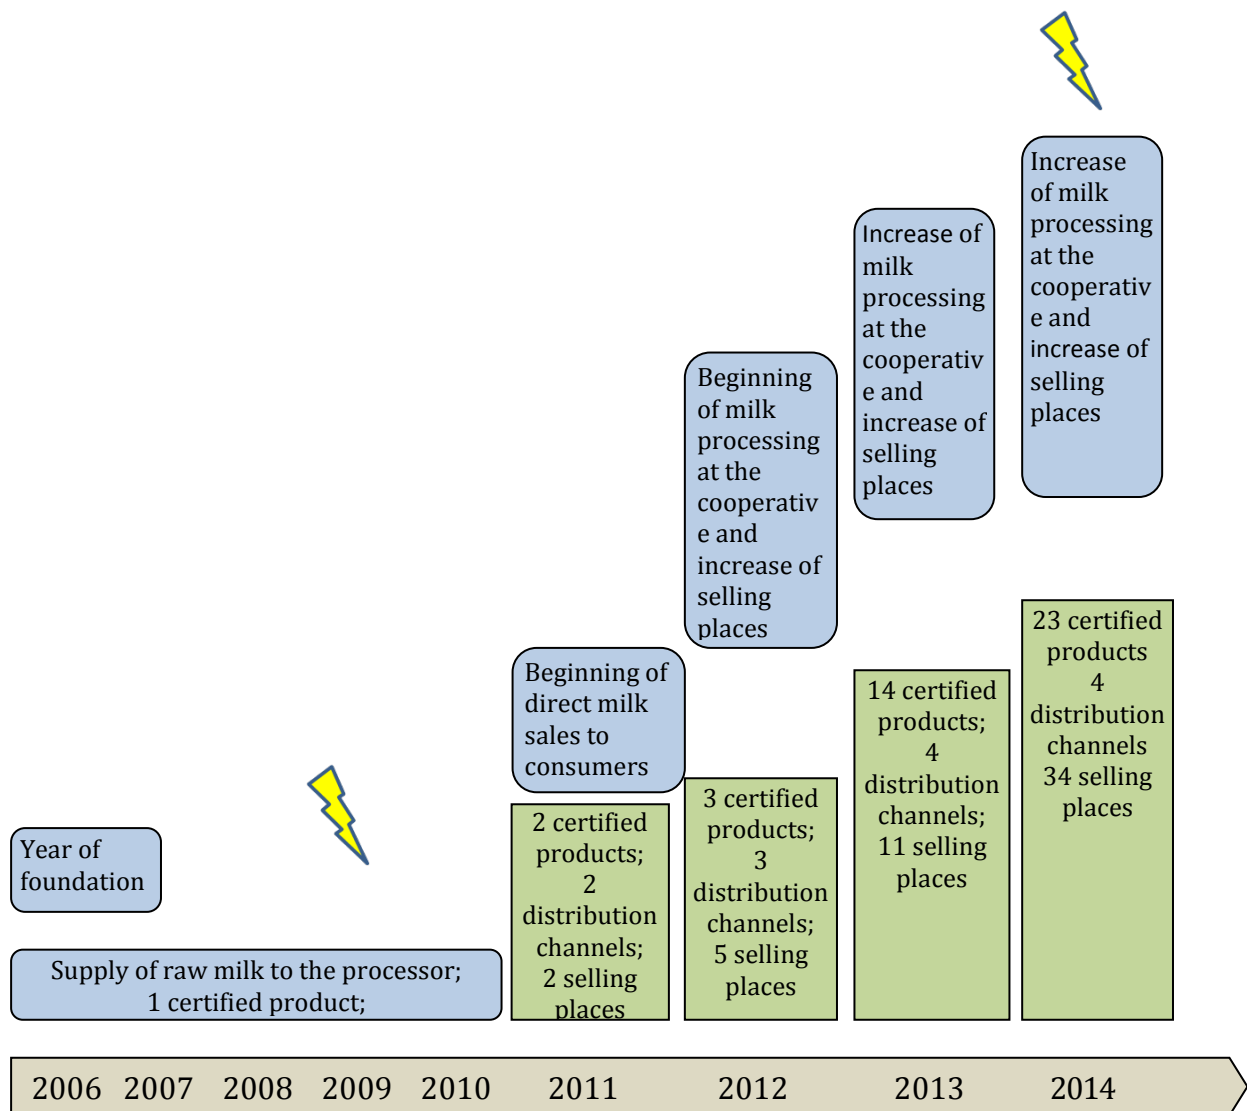 Year of
foundation
Supply of raw milk to the processor;
1 certified product;
Beginning of
direct milk
sales to
consumers
2 certified
products;
2
distribution
channels;
2 selling
places
Beginning
of milk
processing
at the
cooperativ
e and
increase of
selling
places
3 certified
products;
3
distribution
channels;
5 selling
places
Increase of
milk
processing
at the
cooperativ
e and
increase of
selling
places
14 certified
products;
4
distribution
channels;
11 selling
places
Increase
of milk
processing
at the
cooperativ
e and
increase of
selling
places
23 certified
products
4
distribution
channels
34 selling
places
2006 2007 2008 2009 2010 2011 2012 2013 2014